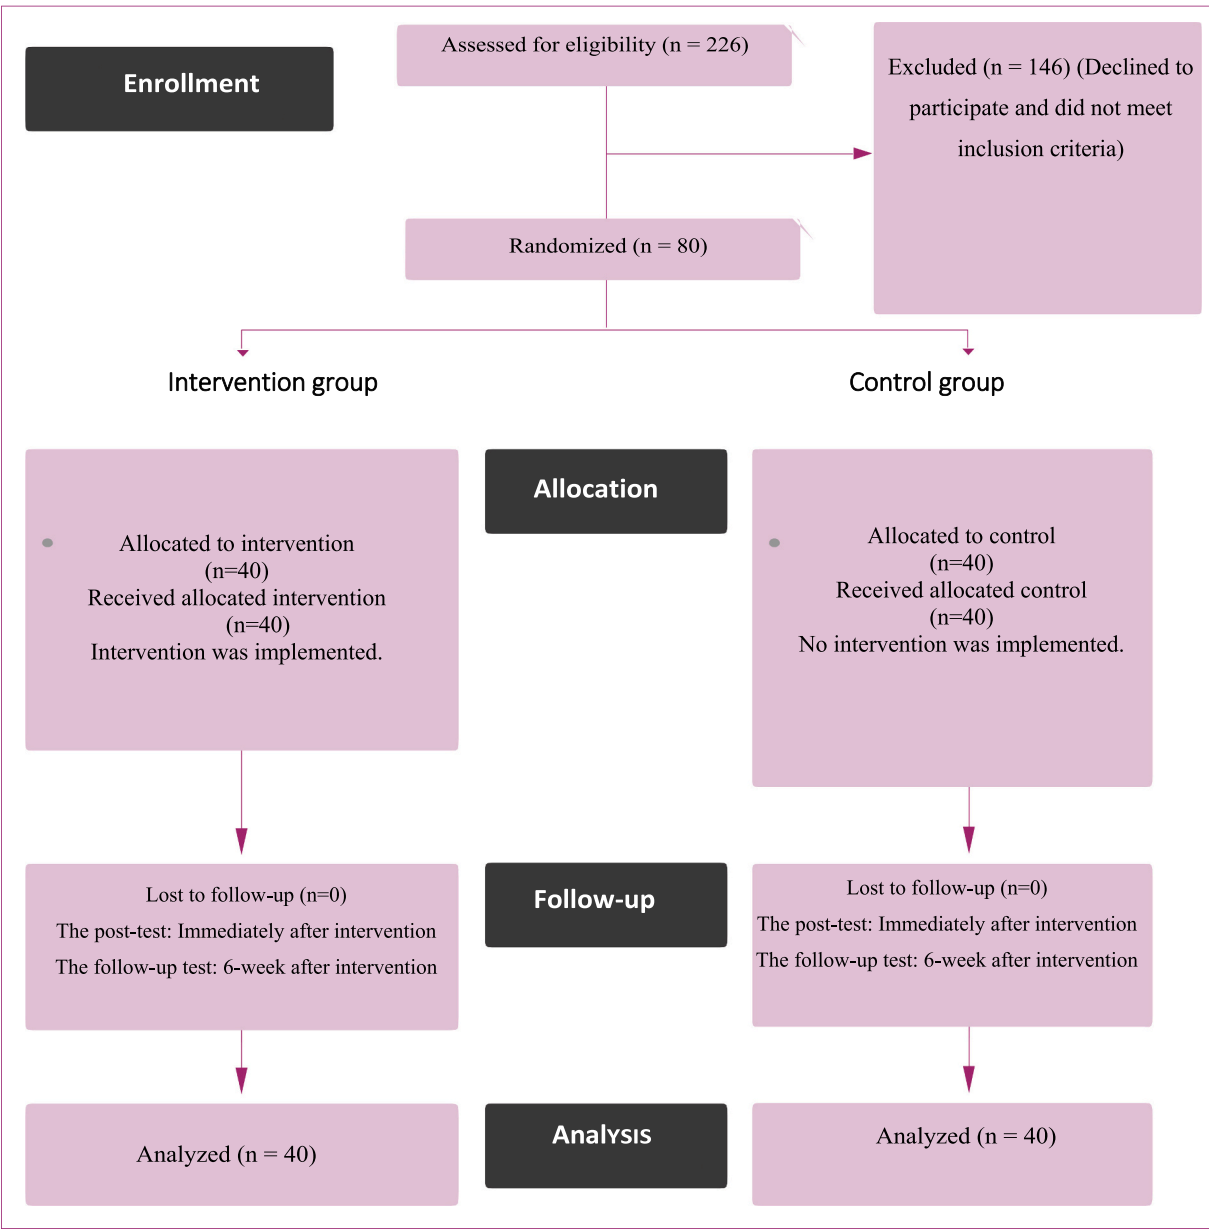 Assessed for eligibility (n = 226)
Enrollment
Excluded (n = 146) (Declined to
participate and did not meet
inclusion criteria)
Randomized (n = 80)
Intervention group
Control group
Allocation
Allocated to intervention
(n=40)
Received allocated intervention
(n=40)
Intervention was implemented.
Allocated to control
(n=40)
Received allocated control
(n=40)
No intervention was implemented.
Follow-up
Lost to follow-up (n=0)
The post-test: Immediately after intervention
The follow-up test: 6-week after intervention
Lost to follow-up (n=0)
The post-test: Immediately after intervention
The follow-up test: 6-week after intervention
Analysis
Analyzed (n = 40)
Analyzed (n = 40)